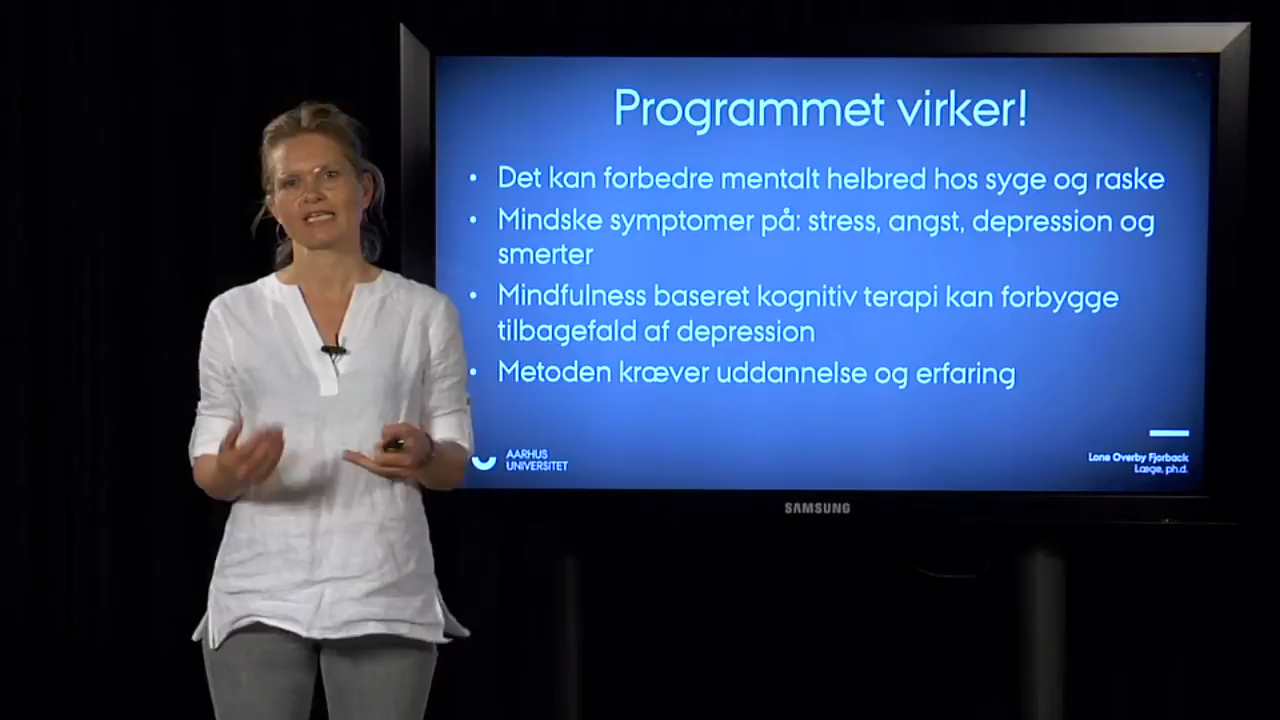 Programmet virker!
• Det kan forbedre mentalt helbred hos syge og raske
• Mindske symptomer på: stress, angst, depression og
smerter
• Mindfulness baseret kognitiv terapi kan forbygge
tilbagefald af depression
• Metoden kræver uddannelse og erfaring
AARHUS
UNIVERSITET
Lone Overby Fjorback
Læge, ph.d.
SAMSUNG